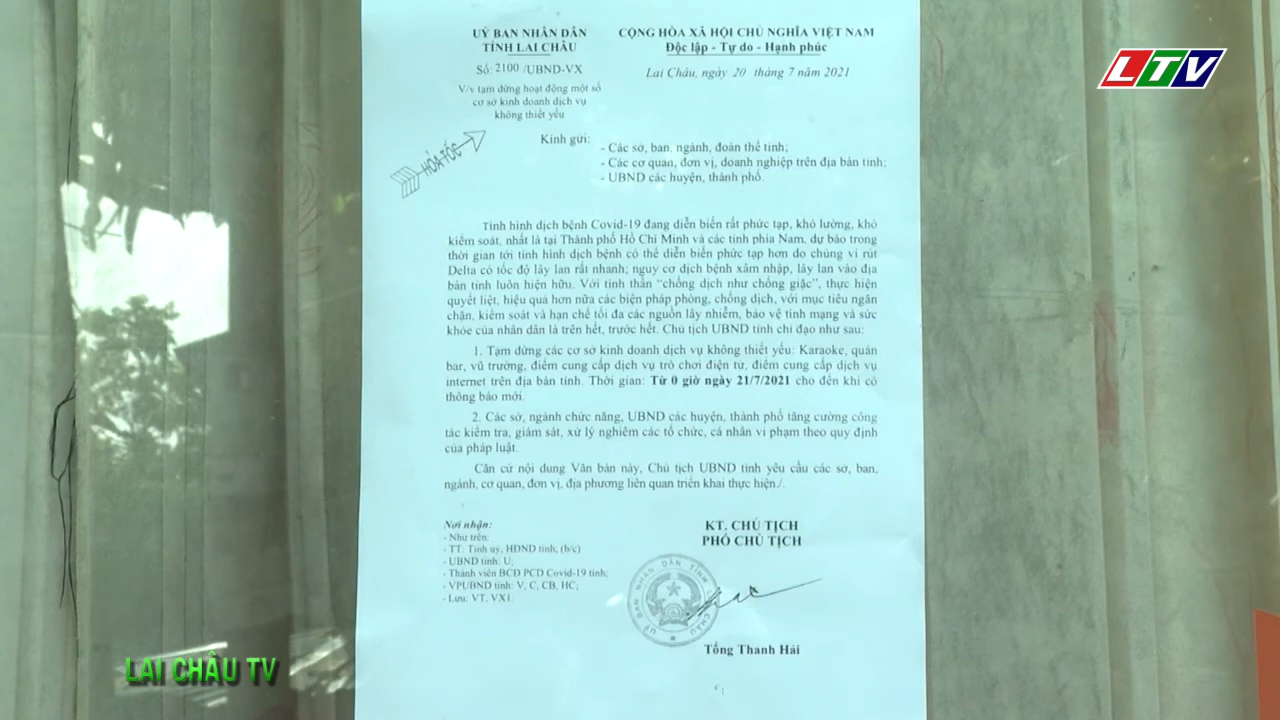 UỶ BAN NHÂN DÂN
TỈNH LAI CHÂU
Số: 2100 /UBND-VX
V/v tạm dừng hoạt động một số
cơ sở kinh doanh dịch vụ
không thiết yếu
CỘNG HÒA XÃ HỘI CHỦ NGHĨA VIỆT NAM
Độc lập - Tự do - Hạnh phúc
Lai Châu, ngày 20 tháng 7 năm 2021
LTV
HỎA TỐC
Kính gửi:
- Các sở, ban, ngành, đoàn thể tỉnh;
- Các cơ quan, đơn vị, doanh nghiệp trên địa bàn tỉnh;
- UBND các huyện, thành phố.
Tình hình dịch bệnh Covid-19 đang diễn biến rất phức tạp, khó lường, khó
kiểm soát, nhất là tại Thành phố Hồ Chí Minh và các tỉnh phía Nam, dự báo trong
thời gian tới tình hình dịch bệnh có thể diễn biến phức tạp hơn do chủng vi rút
Delta có tốc độ lây lan rất nhanh; nguy cơ dịch bệnh xâm nhập, lây lan vào địa
bàn tỉnh luôn hiện hữu. Với tinh thần “chống dịch như chống giặc”, thực hiện
quyết liệt, hiệu quả hơn nữa các biện pháp phòng, chống dịch, với mục tiêu ngăn
chặn, kiểm soát và hạn chế tối đa các nguồn lây nhiễm, bảo vệ tính mạng và sức
khỏe của nhân dân là trên hết, trước hết. Chủ tịch UBND tỉnh chỉ đạo như sau:
1. Tạm dừng các cơ sở kinh doanh dịch vụ không thiết yếu: Karaoke, quán
bar, vũ trường, điểm cung cấp dịch vụ trò chơi điện tử, điểm cung cấp dịch vụ
internet trên địa bàn tỉnh. Thời gian: Từ 0 giờ ngày 21/7/2021 cho đến khi có
thông báo mới.
2. Các sở, ngành chức năng, UBND các huyện, thành phố tăng cường công
tác kiểm tra, giám sát, xử lý nghiêm các tổ chức, cá nhân vi phạm theo quy định
của pháp luật.
Căn cứ nội dung Văn bản này, Chủ tịch UBND tỉnh yêu cầu các sở, ban,
ngành, cơ quan, đơn vị, địa phương liên quan triển khai thực hiện./.
Nơi nhận:
- Như trên;
- TT: Tỉnh uỷ, HĐND tỉnh; (b/c)
- UBND tỉnh: U;
- Thành viên BCĐ PCD Covid-19 tỉnh;
- VPUBND tỉnh: V, C, CB, HC;
- Lưu: VT, VX1.
KT. CHỦ TỊCH
PHÓ CHỦ TỊCH
UỶ BAN NHÂN DÂN TỈNH LAI CHÂU
Tống Thanh Hải
LAI CHÂU TV